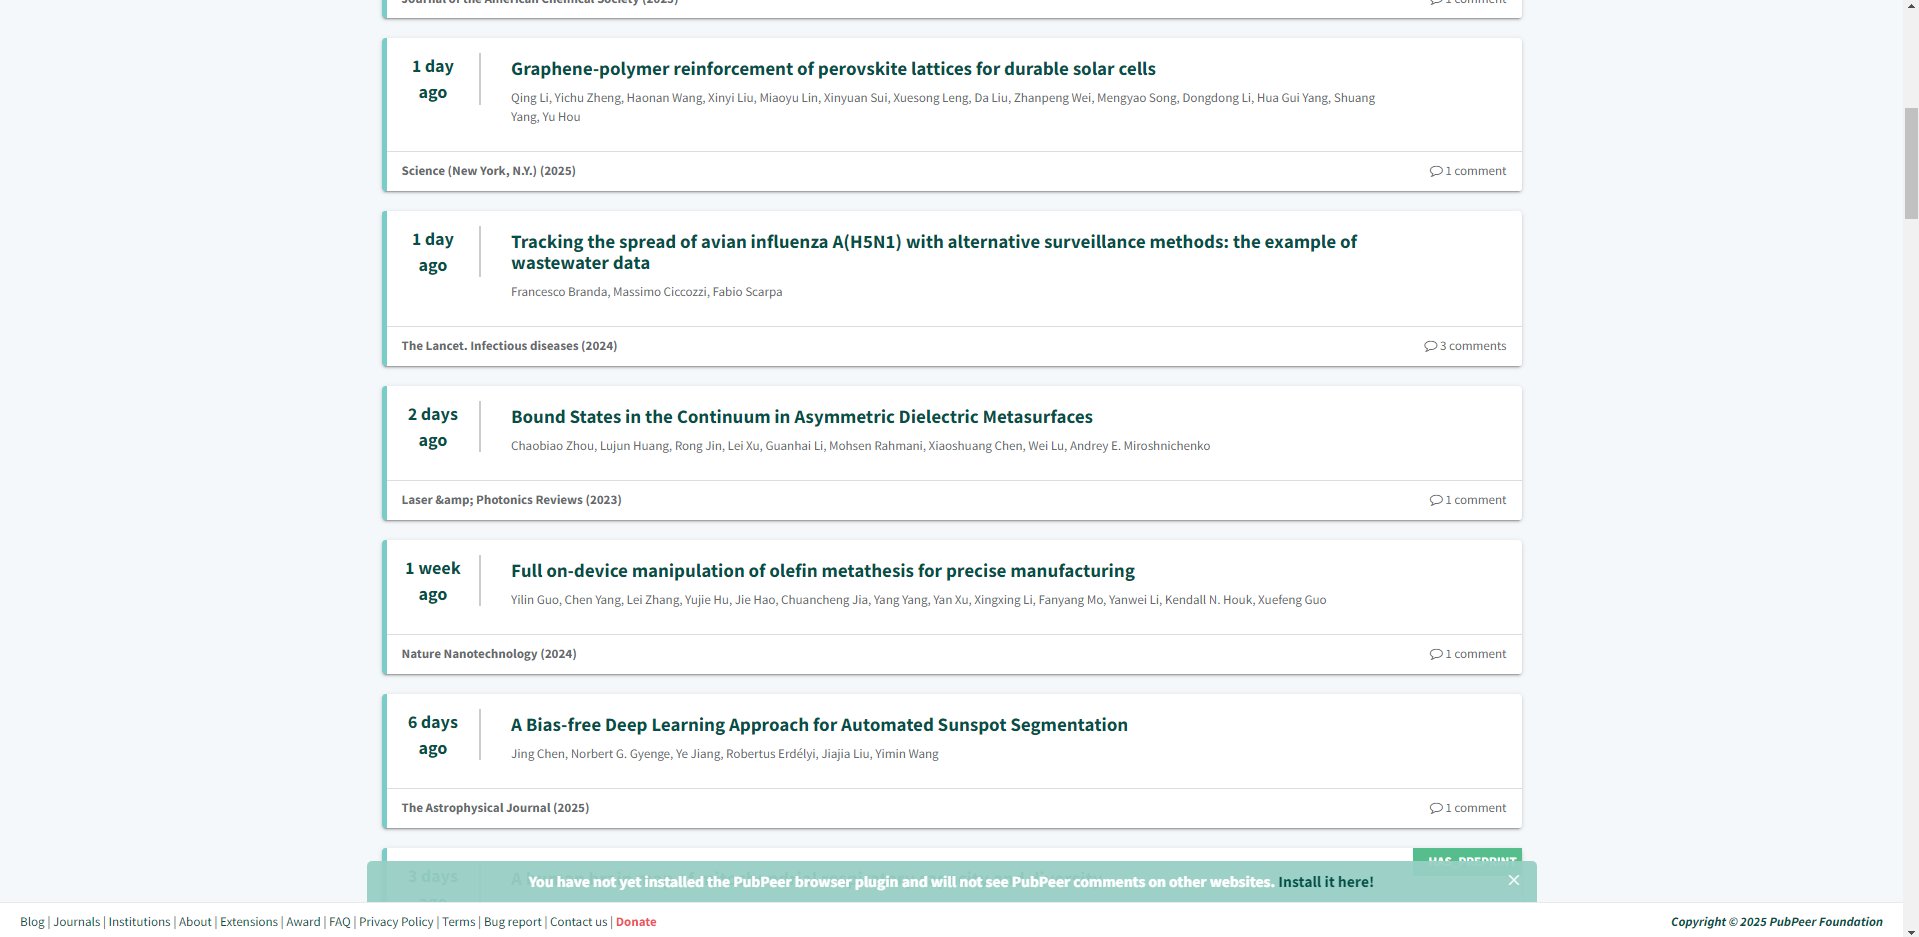 Journal of the American Chemical Society (2025)
1 comment
1 day
ago
Graphene-polymer reinforcement of perovskite lattices for durable solar cells
Qing Li, Yichu Zheng, Haonan Wang, Xinyi Liu, Miaoyu Lin, Xinyuan Sui, Xuesong Leng, Da Liu, Zhanpeng Wei, Mengyao Song, Dongdong Li, Hua Gui Yang, Shuang
Yang, Yu Hou
Science (New York, N.Y.) (2025)
1 comment
1 day
ago
Tracking the spread of avian influenza A(H5N1) with alternative surveillance methods: the example of
wastewater data
Francesco Branda, Massimo Ciccozzi, Fabio Scarpa
The Lancet. Infectious diseases (2024)
3 comments
2 days
ago
Bound States in the Continuum in Asymmetric Dielectric Metasurfaces
Chaobiao Zhou, Lujun Huang, Rong Jin, Lei Xu, Guanhai Li, Mohsen Rahmani, Xiaoshuang Chen, Wei Lu, Andrey E. Miroshnichenko
Laser &amp; Photonics Reviews (2023)
1 comment
1 week
ago
Full on-device manipulation of olefin metathesis for precise manufacturing
Yilin Guo, Chen Yang, Lei Zhang, Yujie Hu, Jie Hao, Chuancheng Jia, Yang Yang, Yan Xu, Xingxing Li, Fanyang Mo, Yanwei Li, Kendall N. Houk, Xuefeng Guo
Nature Nanotechnology (2024)
1 comment
6 days
ago
A Bias-free Deep Learning Approach for Automated Sunspot Segmentation
Jing Chen, Norbert G. Gyenge, Ye Jiang, Robertus Erdélyi, Jiajia Liu, Yimin Wang
The Astrophysical Journal (2025)
1 comment
HAS PREPRINT
3 days
ago
You have not yet installed the PubPeer browser plugin and will not see PubPeer comments on other websites. Install it here!
Blog | Journals | Institutions | About | Extensions | Award | FAQ | Privacy Policy | Terms | Bug report | Contact us | Donate
Copyright © 2025 PubPeer Foundation